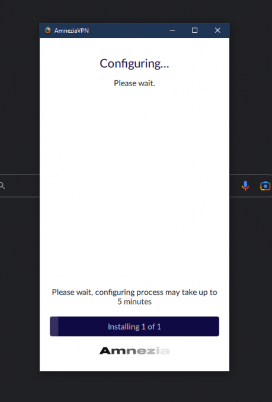 AmneziaVPN
Configuring...
Please wait.
Please wait, configuring process may take up to
5 minutes
Installing 1 of 1
Amnezia